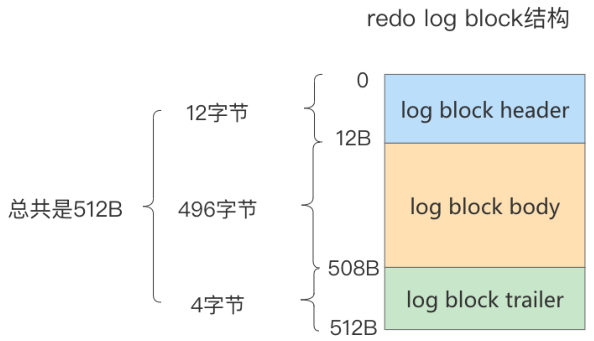 redo log block结构
0
12字节
log block header
12B
总共是512B
496字节
log block body
508B
4字节
log block trailer
512B